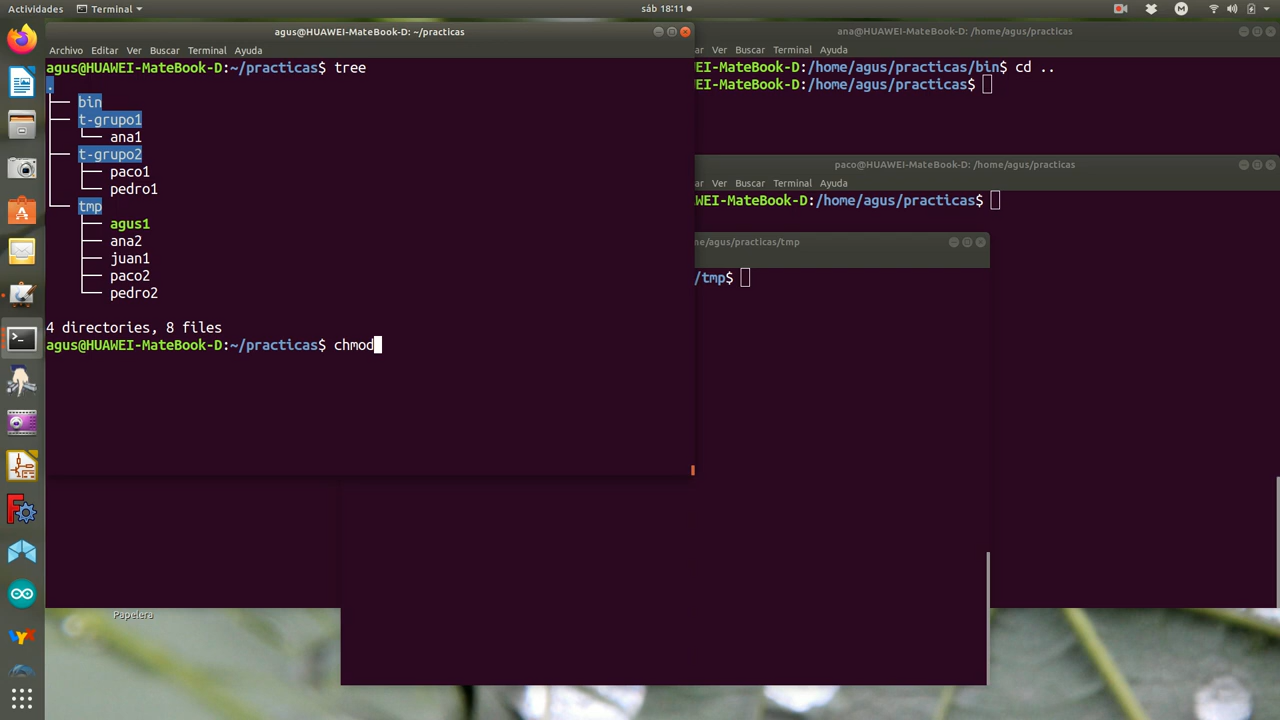 Actividades Terminal sáb 18:11
agus@HUAWEI-MateBook-D: ~/practicas
Archivo Editar Ver Buscar Terminal Ayuda
agus@HUAWEI-MateBook-D:~/practicas$ tree
.
├── bin
├── t-grupo1
│   └── ana1
├── t-grupo2
│   ├── paco1
│   └── pedro1
└── tmp
    ├── agus1
    ├── ana2
    ├── juan1
    ├── paco2
    └── pedro2
4 directories, 8 files
agus@HUAWEI-MateBook-D:~/practicas$ chmod
ana@HUAWEI-MateBook-D: /home/agus/practicas
ar Ver Buscar Terminal Ayuda
EI-MateBook-D:/home/agus/practicas/bin$ cd ..
EI-MateBook-D:/home/agus/practicas$
paco@HUAWEI-MateBook-D: /home/agus/practicas
ar Ver Buscar Terminal Ayuda
WEI-MateBook-D:/home/agus/practicas$
me/agus/practicas/tmp
/tmp$
Papelera